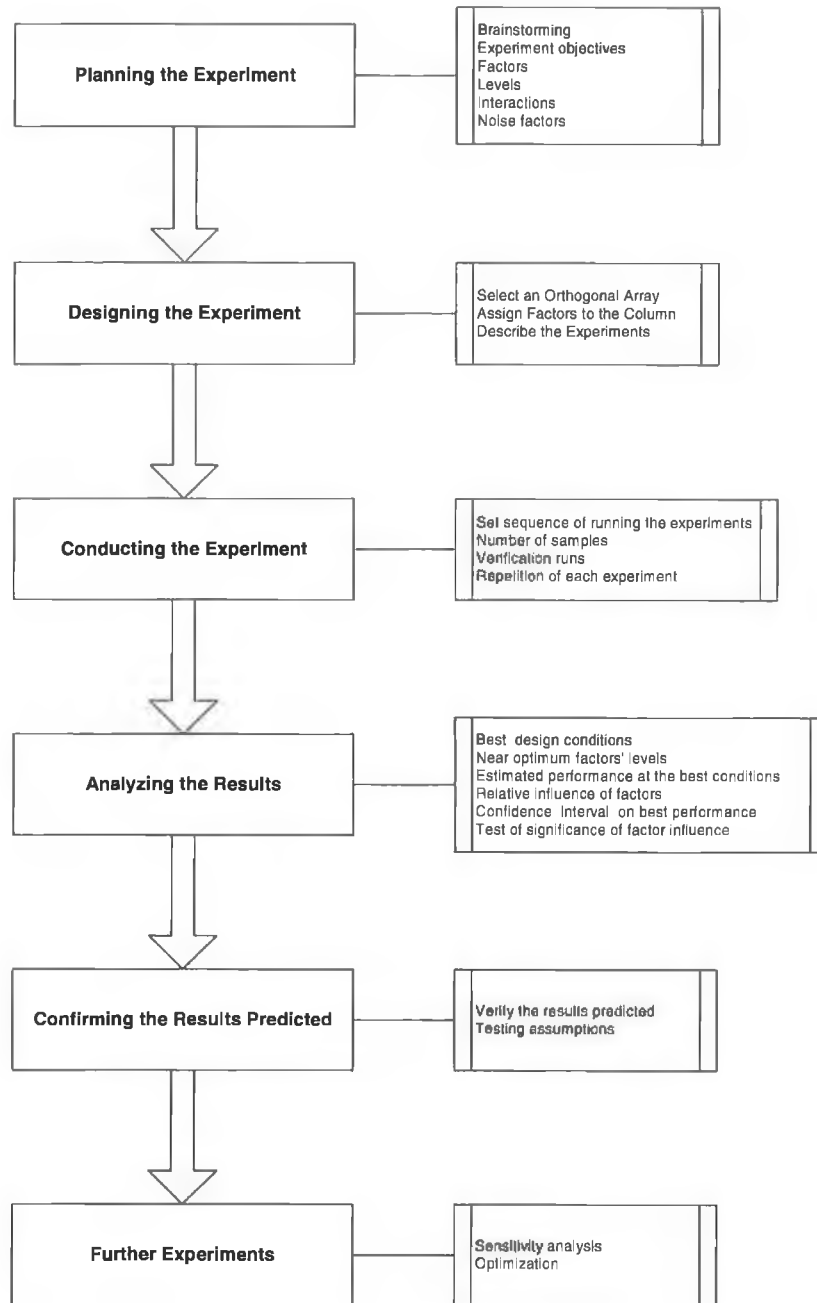 Planning the Experiment
Brainstorming
Experiment objectives
Factors
Levels
Interactions
Noise factors
Designing the Experiment
Select an Orthogonal Array
Assign Factors to the Column
Describe the Experiments
Conducting the Experiment
Set sequence of running the experiments
Number of samples
Verification runs
Repetition of each experiment
Analyzing the Results
Best design conditions
Near optimum factors' levels
Estimated performance at the best conditions
Relative influence of factors
Confidence Interval on best performance
Test of significance of factor influence
Confirming the Results Predicted
Verify the results predicted
Testing assumptions
Further Experiments
Sensitivity analysis
Optimization